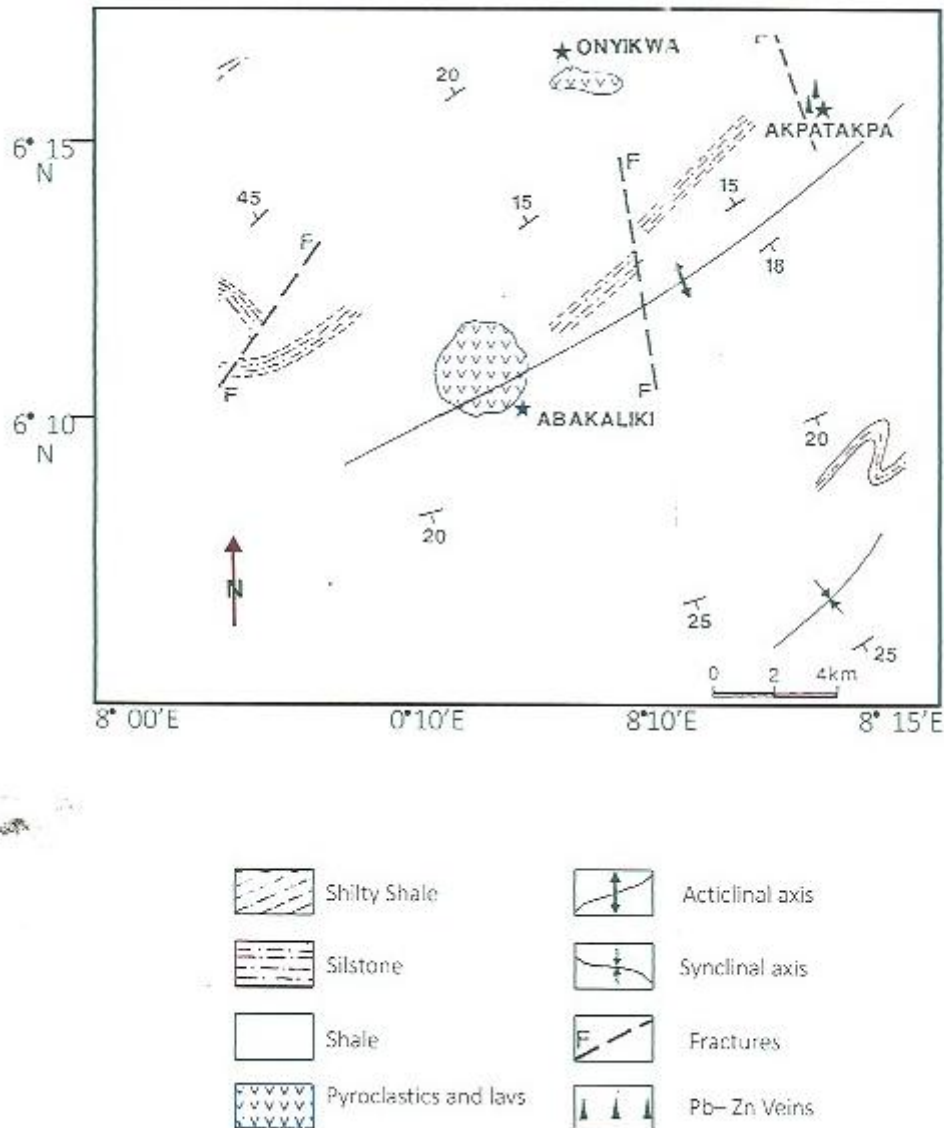 ONYIKWA
20
F
AKPATAKPA
6° 15
N
F
45
15
15
F
18
F
F
6° 10
N
ABAKALIKI
20
20
N
25
25
0 2 4km
8° 00'E 0°10'E 8°10'E 8° 15'E
Shilty Shale
Acticlinal axis
Silstone
Synclinal axis
Shale
F
Fractures
Pyroclastics and lavs
Pb–Zn Veins